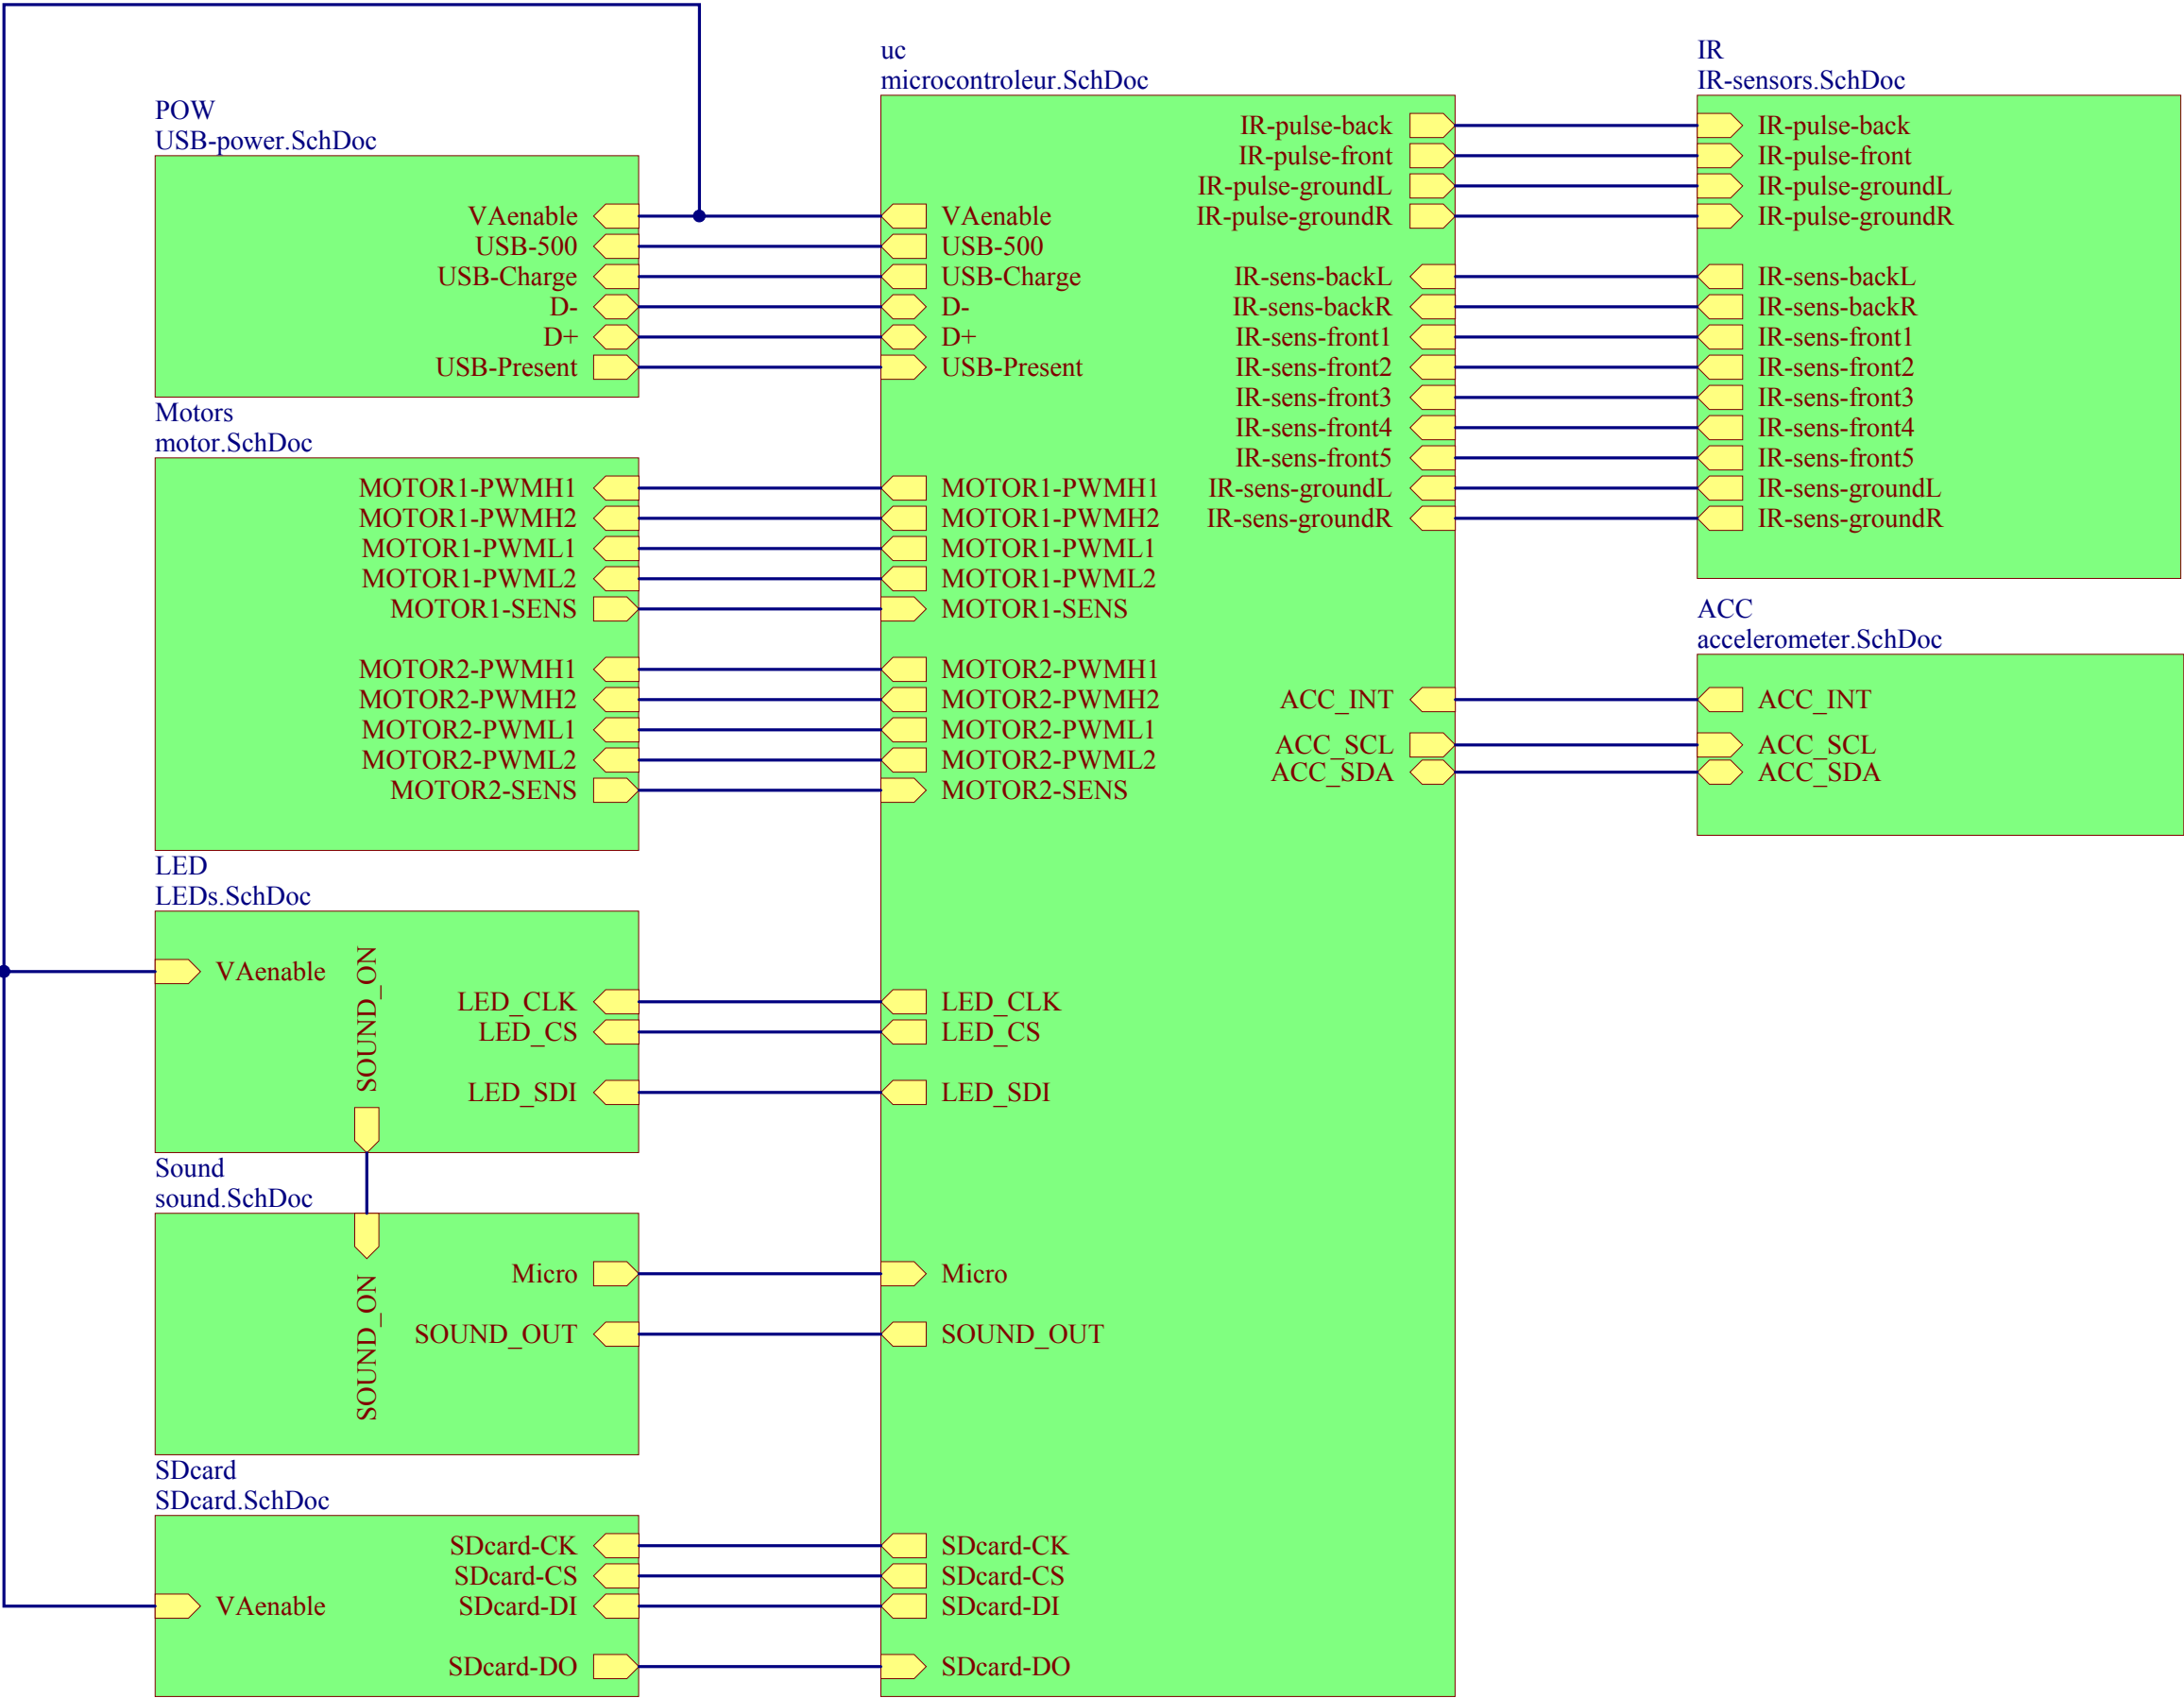 POW
USB-power.SchDoc
VAenable
USB-500
USB-Charge
D-
D+
USB-Present
Motors
motor.SchDoc
MOTOR1-PWMH1
MOTOR1-PWMH2
MOTOR1-PWML1
MOTOR1-PWML2
MOTOR1-SENS
MOTOR2-PWMH1
MOTOR2-PWMH2
MOTOR2-PWML1
MOTOR2-PWML2
MOTOR2-SENS
LED
LEDs.SchDoc
VAenable
SOUND_ON
LED_CLK
LED_CS
LED_SDI
Sound
sound.SchDoc
SOUND_ON
Micro
SOUND_OUT
SDcard
SDcard.SchDoc
VAenable
SDcard-CK
SDcard-CS
SDcard-DI
SDcard-DO
uc
microcontroleur.SchDoc
VAenable
USB-500
USB-Charge
D-
D+
USB-Present
MOTOR1-PWMH1
MOTOR1-PWMH2
MOTOR1-PWML1
MOTOR1-PWML2
MOTOR1-SENS
MOTOR2-PWMH1
MOTOR2-PWMH2
MOTOR2-PWML1
MOTOR2-PWML2
MOTOR2-SENS
LED_CLK
LED_CS
LED_SDI
Micro
SOUND_OUT
SDcard-CK
SDcard-CS
SDcard-DI
SDcard-DO
IR-pulse-back
IR-pulse-front
IR-pulse-groundL
IR-pulse-groundR
IR-sens-backL
IR-sens-backR
IR-sens-front1
IR-sens-front2
IR-sens-front3
IR-sens-front4
IR-sens-front5
IR-sens-groundL
IR-sens-groundR
ACC_INT
ACC_SCL
ACC_SDA
IR
IR-sensors.SchDoc
IR-pulse-back
IR-pulse-front
IR-pulse-groundL
IR-pulse-groundR
IR-sens-backL
IR-sens-backR
IR-sens-front1
IR-sens-front2
IR-sens-front3
IR-sens-front4
IR-sens-front5
IR-sens-groundL
IR-sens-groundR
ACC
accelerometer.SchDoc
ACC_INT
ACC_SCL
ACC_SDA